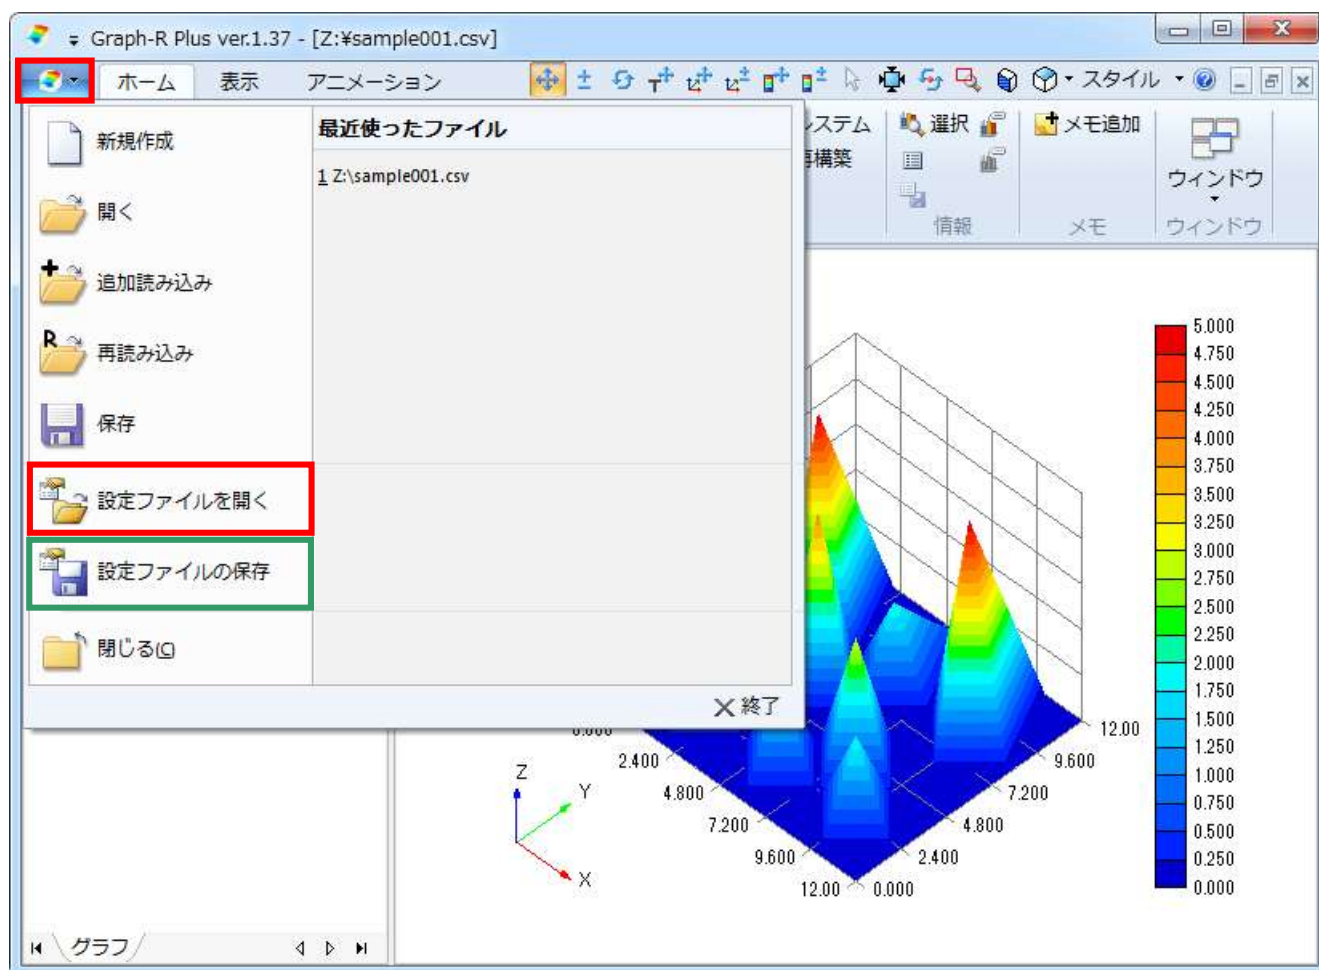 Graph-R Plus ver.1.37 - [Z:¥sample001.csv]
ホーム 表示 アニメーション スタイル
新規作成
開く
追加読み込み
R 再読み込み
保存
設定ファイルを開く
設定ファイルの保存
閉じる(C)
最近使ったファイル
1 Z:\sample001.csv
終了
システム
再構築
選択
情報
メモ追加
メモ
ウィンドウ
ウィンドウ
5.000
4.750
4.500
4.250
4.000
3.750
3.500
3.250
3.000
2.750
2.500
2.250
2.000
1.750
1.500
1.250
1.000
0.750
0.500
0.250
0.000
0.000
2.400
4.800
7.200
9.600
12.00
0.000
2.400
4.800
7.200
9.600
12.00
Z
Y
X
グラフ